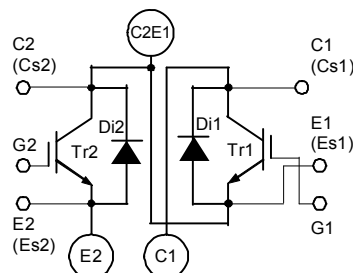 C2
(Cs2)
C2E1
C1
(Cs1)
Di2
Di1
E1
(Es1)
G2
Tr2
Tr1
E2
(Es2)
G1
E2
C1